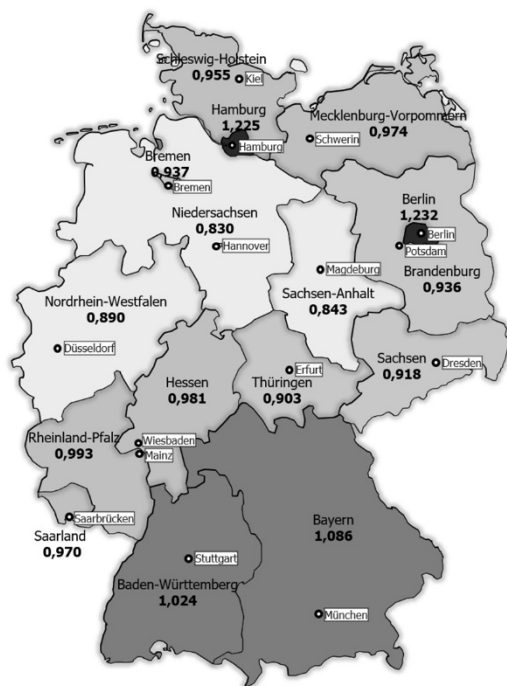 Schleswig-Holstein
0,955
Kiel
Hamburg
1,225
Hamburg
Mecklenburg-Vorpommern
0,974
Schwerin
Bremen
0,937
Bremen
Niedersachsen
0,830
Hannover
Berlin
1,232
Berlin
Potsdam
Brandenburg
0,936
Magdeburg
Sachsen-Anhalt
0,843
Nordrhein-Westfalen
0,890
Düsseldorf
Hessen
0,981
Erfurt
Thüringen
0,903
Sachsen
0,918
Dresden
Rheinland-Pfalz
0,993
Wiesbaden
Mainz
Saarbrücken
Saarland
0,970
Bayern
1,086
Stuttgart
Baden-Württemberg
1,024
München